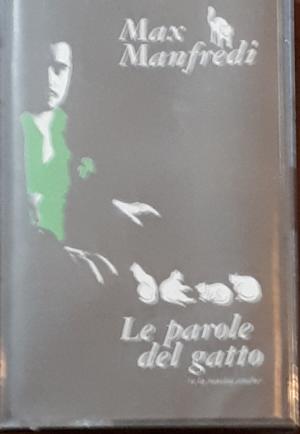 Max
Manfredi
Le parole
del gatto